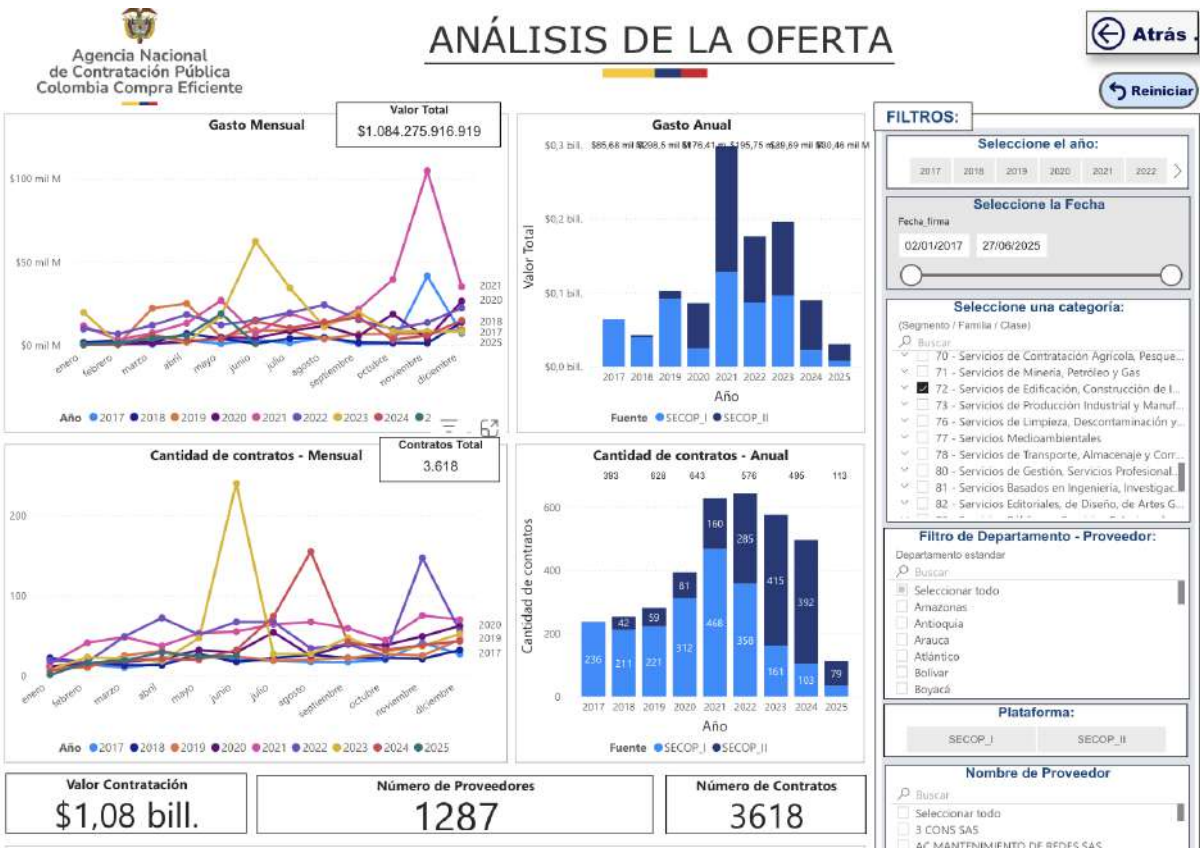 Agencia Nacional
de Contratación Pública
Colombia Compra Eficiente
ANÁLISIS DE LA OFERTA
Atrás .
Reiniciar
Gasto Mensual
Valor Total
$1.084.275.916.919
$100 mil M
$50 mil M
$0 mil M
2021
2020
2018
2017
2025
enero
febrero
marzo
abril
mayo
junio
julio
agosto
septiembre
octubre
noviembre
diciembre
Año 2017 2018 2019 2020 2021 2022 2023 2024 2
Gasto Anual
$0,3 bill.
$0,2 bill.
$0,1 bill.
$0,0 bill.
Valor Total
2017 2018 2019 2020 2021 2022 2023 2024 2025
Año
Fuente SECOP_I SECOP_II
Cantidad de contratos - Mensual
Contratos Total
3.618
200
100
0
2020
2019
2017
enero
febrero
marzo
abril
mayo
junio
julio
agosto
septiembre
octubre
noviembre
diciembre
Año 2017 2018 2019 2020 2021 2022 2023 2024 2025
Cantidad de contratos - Anual
393 628 643 576 495 113
600
400
200
0
Cantidad de contratos
160
285
81
415
392
42
59
468
358
312
236
211
221
161
103
79
2017 2018 2019 2020 2021 2022 2023 2024 2025
Año
Fuente SECOP_I SECOP_II
Valor Contratación
$1,08 bill.
Número de Proveedores
1287
Número de Contratos
3618
FILTROS:
Seleccione el año:
2017 2018 2019 2020 2021 2022
Seleccione la Fecha
Fecha_firma
02/01/2017 27/06/2025
Seleccione una categoría:
(Segmento / Familia / Clase)
Buscar
70 - Servicios de Contratación Agrícola, Pesque...
71 - Servicios de Minería, Petróleo y Gas
72 - Servicios de Edificación, Construcción de I...
73 - Servicios de Producción Industrial y Manuf...
76 - Servicios de Limpieza, Descontaminación y...
77 - Servicios Medioambientales
78 - Servicios de Transporte, Almacenaje y Corr...
80 - Servicios de Gestión, Servicios Profesional...
81 - Servicios Basados en Ingeniería, Investigac...
82 - Servicios Editoriales, de Diseño, de Artes G...
Filtro de Departamento - Proveedor:
Departamento estandar
Buscar
Seleccionar todo
Amazonas
Antioquia
Arauca
Atlántico
Bolívar
Boyacá
Plataforma:
SECOP_I SECOP_II
Nombre de Proveedor
Buscar
Seleccionar todo
3 CONS SAS
AC MANTENIMIENTO DE REDES SAS